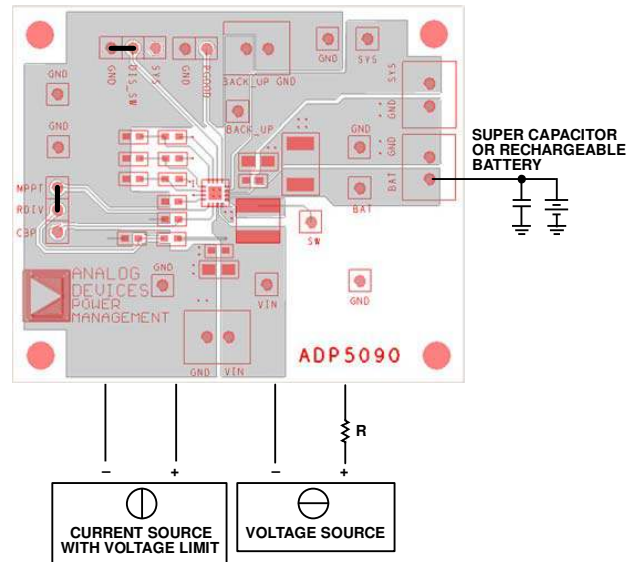 GND
DIS_SW
SYS
GND
PGOOD
BACK_UP
GND
GND
SYS
GND
SYS
GND
BACK_UP
GND
GND
GND
SUPER CAPACITOR
OR RECHARGEABLE
BATTERY
BAT
MPPT
RDIV
CBP
BAT
SW
GND
ANALOG
DEVICES
POWER
MANAGEMENT
VIN
GND
GND
VIN
ADP5090
R
–
+
–
+
CURRENT SOURCE
WITH VOLTAGE LIMIT
VOLTAGE SOURCE